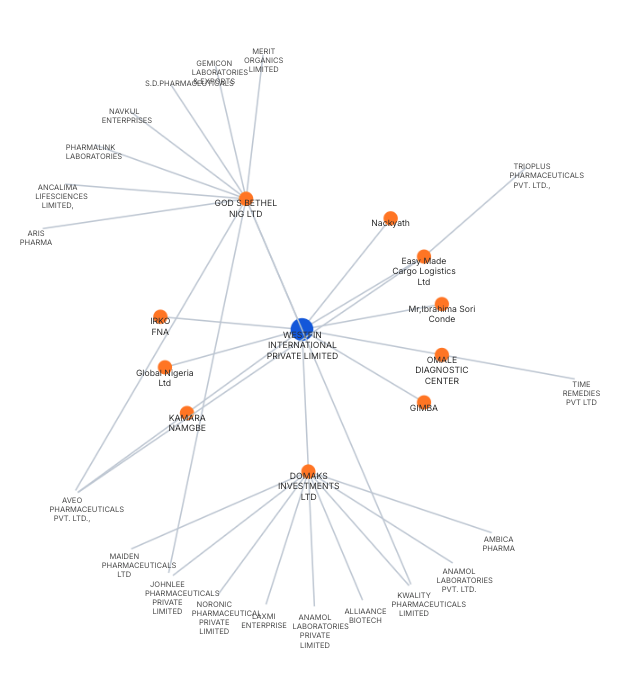 MERIT
ORGANICS
LIMITED
GEMICON
LABORATORIES
& EXPORTS
S.D.PHARMACEUTICALS
NAVKUL
ENTERPRISES
PHARMALINK
LABORATORIES
ANCALIMA
LIFESCIENCES
LIMITED,
ARIS
PHARMA
GOD S BETHEL
NIG LTD
TRIOPLUS
PHARMACEUTICALS
PVT. LTD.,
Nackyath
Easy Made
Cargo Logistics
Ltd
Mr,Ibrahima Sori
Conde
IRKO
FNA
WESTFIN
INTERNATIONAL
PRIVATE LIMITED
OMALE
DIAGNOSTIC
CENTER
Global Nigeria
Ltd
TIME
REMEDIES
PVT LTD
GIMBA
KAMARA
NAMGBE
DOMAKS
INVESTMENTS
LTD
AVEO
PHARMACEUTICALS
PVT. LTD.,
AMBICA
PHARMA
MAIDEN
PHARMACEUTICALS
LTD
ANAMOL
LABORATORIES
PVT. LTD.
JOHNLEE
PHARMACEUTICALS
PRIVATE
LIMITED
KWALITY
PHARMACEUTICALS
LIMITED
NORONIC
PHARMACEUTICAL
PRIVATE
LIMITED
LAXMI
ENTERPRISE
ANAMOL
LABORATORIES
PRIVATE
LIMITED
ALLIAANCE
BIOTECH